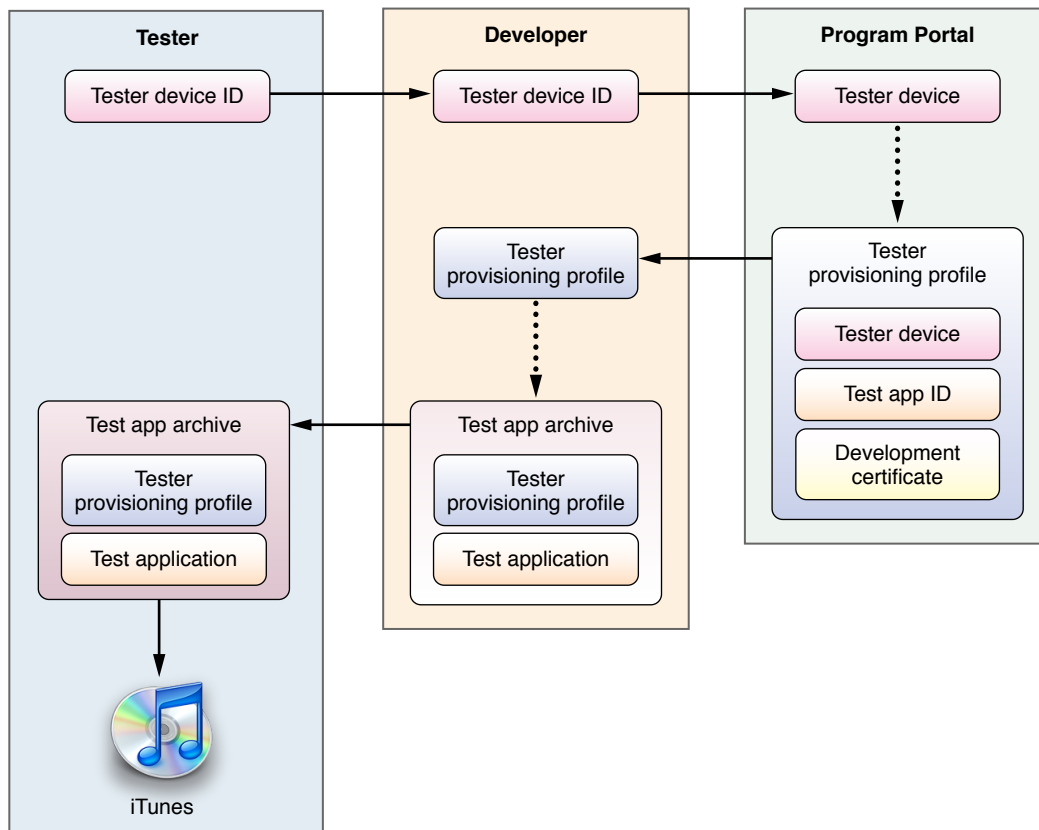 Tester
Developer
Program Portal
Tester device ID
Tester device ID
Tester device
Tester
provisioning profile
Tester
provisioning profile
Tester device
Test app ID
Development
certificate
Test app archive
Tester
provisioning profile
Test application
Test app archive
Tester
provisioning profile
Test application
iTunes